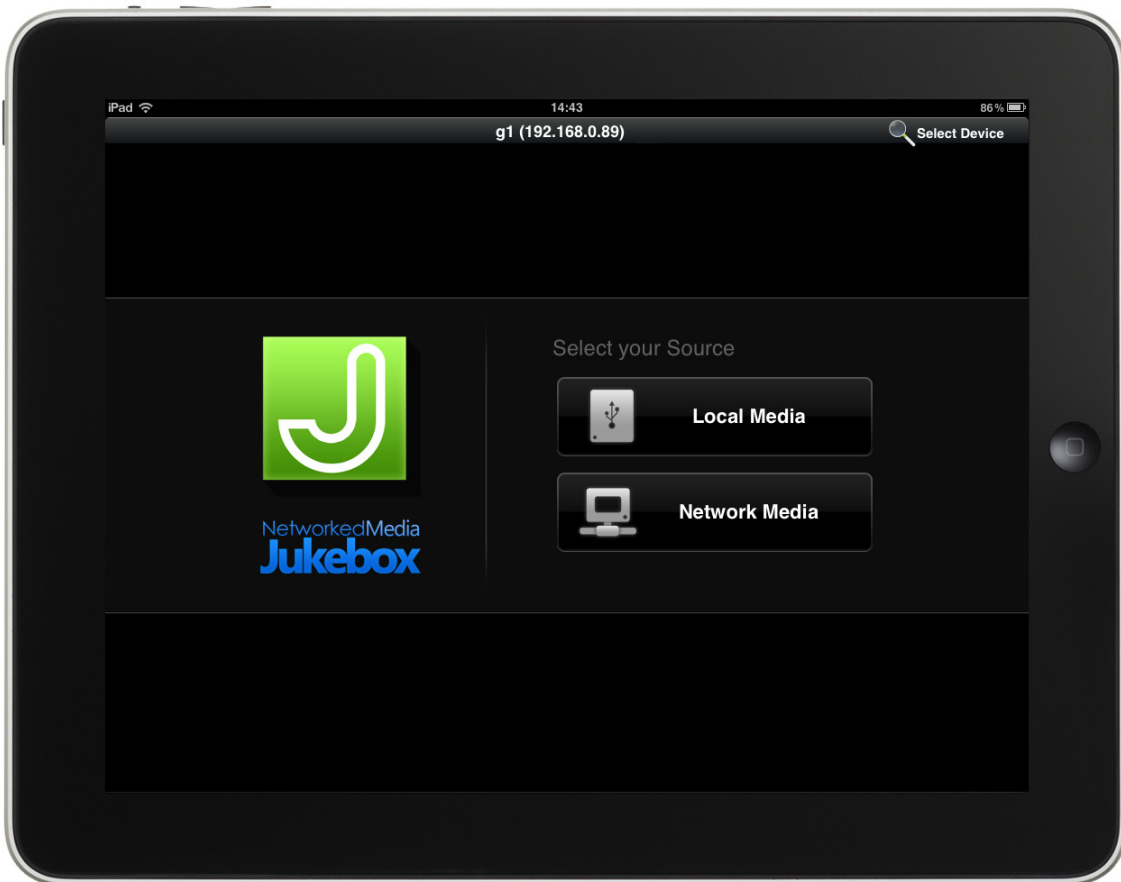 iPad 14:43 86%
g1 (192.168.0.89) Select Device
Select your Source
Local Media
Network Media
NetworkedMedia
Jukebox